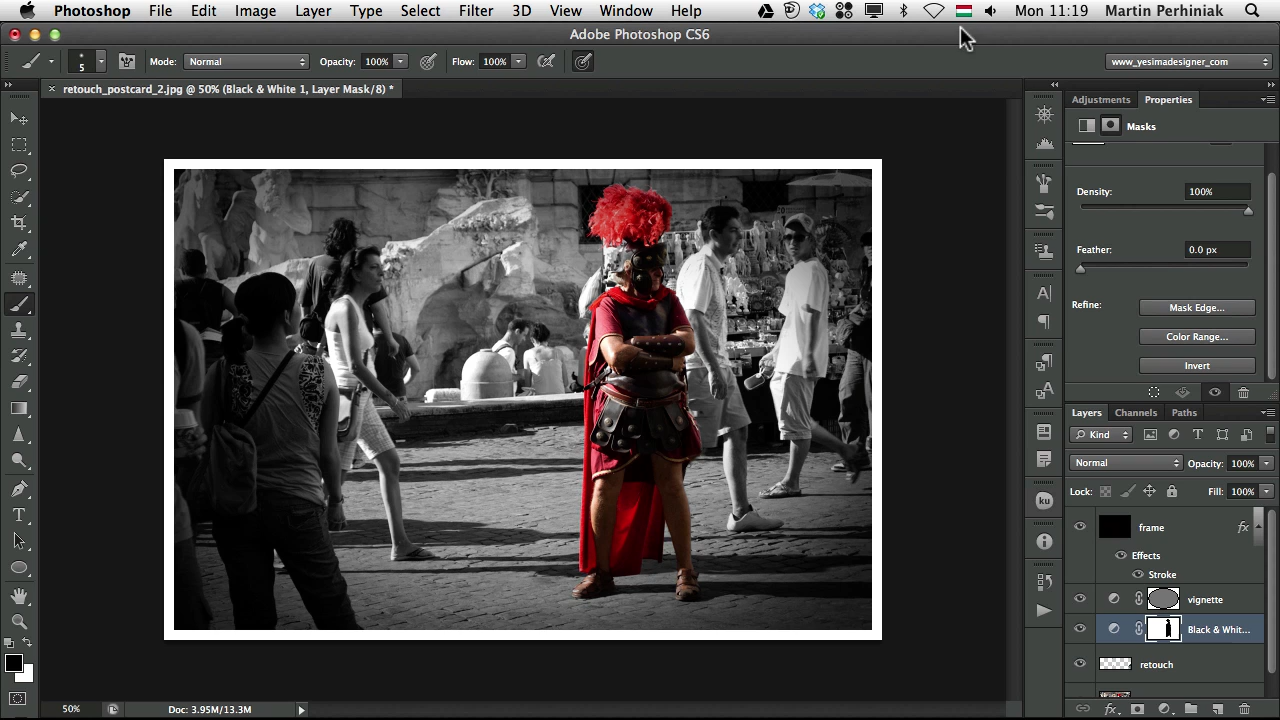 Photoshop File Edit Image Layer Type Select Filter 3D View Window Help Mon 11:19 Martin Perhiniak
Adobe Photoshop CS6
5 Mode: Normal Opacity: 100% Flow: 100% www_yesimadesigner_com
× retouch_postcard_2.jpg @ 50% (Black & White 1, Layer Mask/8) *
Adjustments Properties
Masks
Density: 100%
Feather: 0.0 px
Refine: Mask Edge...
Color Range...
Invert
Layers Channels Paths
Kind
Normal Opacity: 100%
Lock: Fill: 100%
frame fx
Effects
Stroke
vignette
Black & Whit...
retouch
50% Doc: 3.95M/13.3M